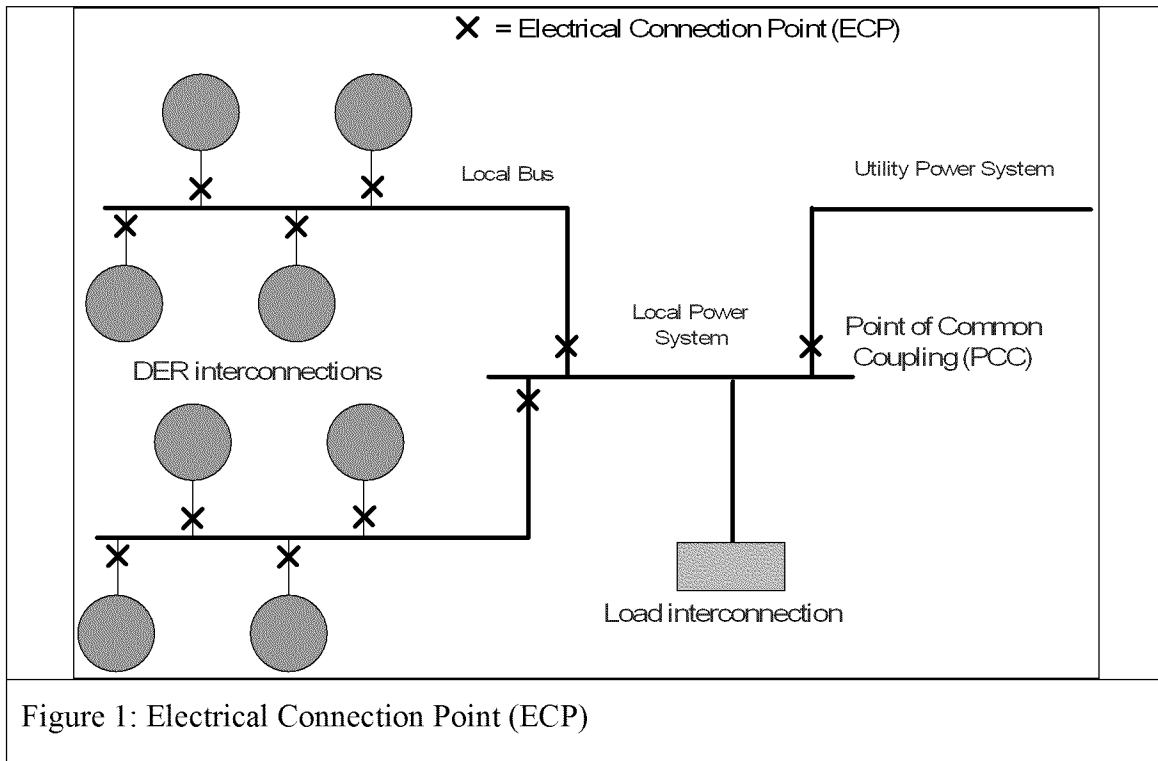 = Electrical Connection Point (ECP)
Local Bus
Utility Power System
Local Power
System
Point of Common
Coupling (PCC)
DER interconnections
Load interconnection
Figure 1: Electrical Connection Point (ECP)